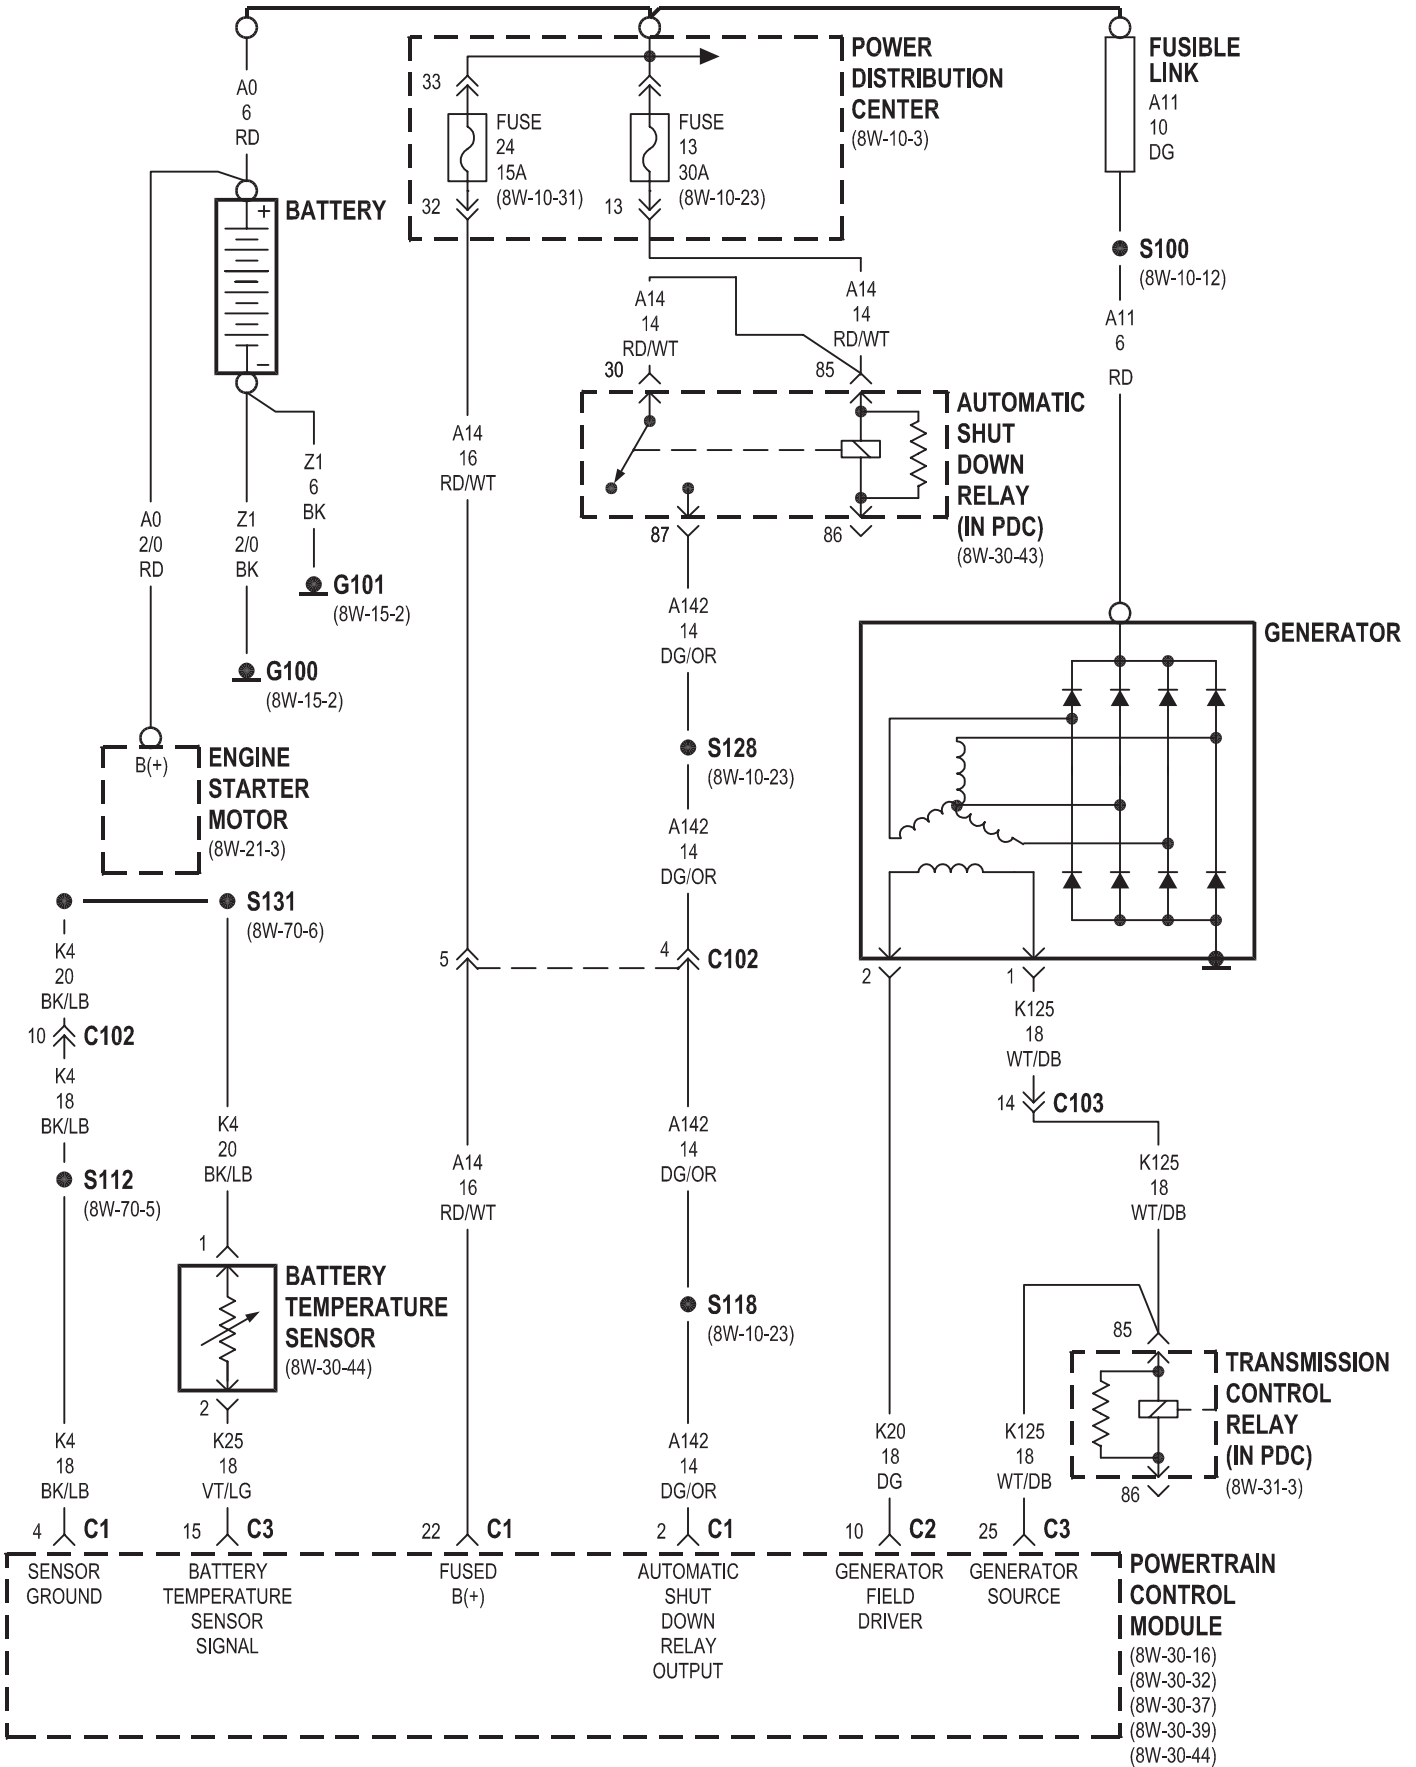 A0
6
RD
BATTERY
+
−
33
FUSE
24
15A
(8W-10-31)
32
FUSE
13
30A
(8W-10-23)
13
POWER
DISTRIBUTION
CENTER
(8W-10-3)
FUSIBLE
LINK
A11
10
DG
S100
(8W-10-12)
A11
6
RD
A14
14
RD/WT
30
A14
14
RD/WT
85
AUTOMATIC
SHUT
DOWN
RELAY
(IN PDC)
(8W-30-43)
87
86
A14
16
RD/WT
Z1
6
BK
G101
(8W-15-2)
A0
2/0
RD
Z1
2/0
BK
G100
(8W-15-2)
A142
14
DG/OR
S128
(8W-10-23)
A142
14
DG/OR
GENERATOR
B(+)
ENGINE
STARTER
MOTOR
(8W-21-3)
S131
(8W-70-6)
K4
20
BK/LB
10
C102
K4
18
BK/LB
S112
(8W-70-5)
5
4
C102
2
1
K125
18
WT/DB
14
C103
K4
20
BK/LB
A14
16
RD/WT
A142
14
DG/OR
K125
18
WT/DB
1
BATTERY
TEMPERATURE
SENSOR
(8W-30-44)
2
S118
(8W-10-23)
85
TRANSMISSION
CONTROL
RELAY
(IN PDC)
(8W-31-3)
86
K4
18
BK/LB
K25
18
VT/LG
A142
14
DG/OR
K20
18
DG
K125
18
WT/DB
4
C1
15
C3
22
C1
2
C1
10
C2
25
C3
SENSOR
GROUND
BATTERY
TEMPERATURE
SENSOR
SIGNAL
FUSED
B(+)
AUTOMATIC
SHUT
DOWN
RELAY
OUTPUT
GENERATOR
FIELD
DRIVER
GENERATOR
SOURCE
POWERTRAIN
CONTROL
MODULE
(8W-30-16)
(8W-30-32)
(8W-30-37)
(8W-30-39)
(8W-30-44)